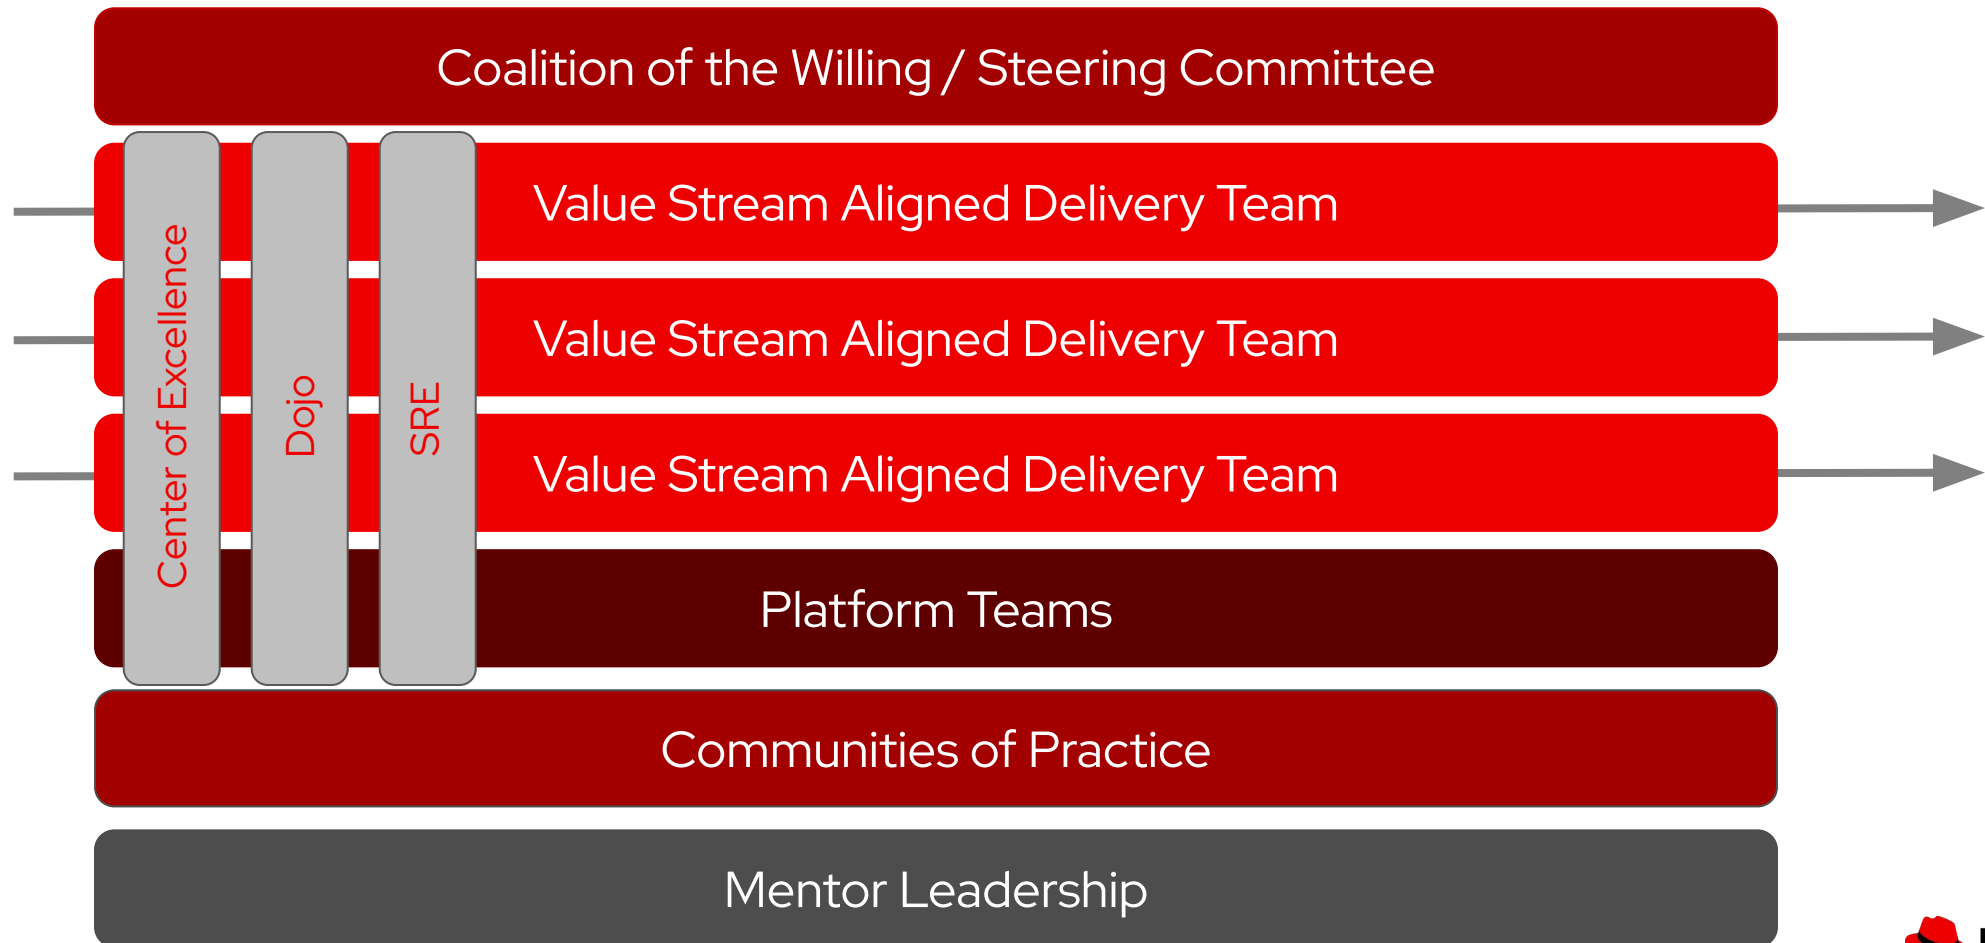 Coalition of the Willing / Steering Committee
Value Stream Aligned Delivery Team
Value Stream Aligned Delivery Team
Value Stream Aligned Delivery Team
Center of Excellence
Dojo
SRE
Platform Teams
Communities of Practice
Mentor Leadership